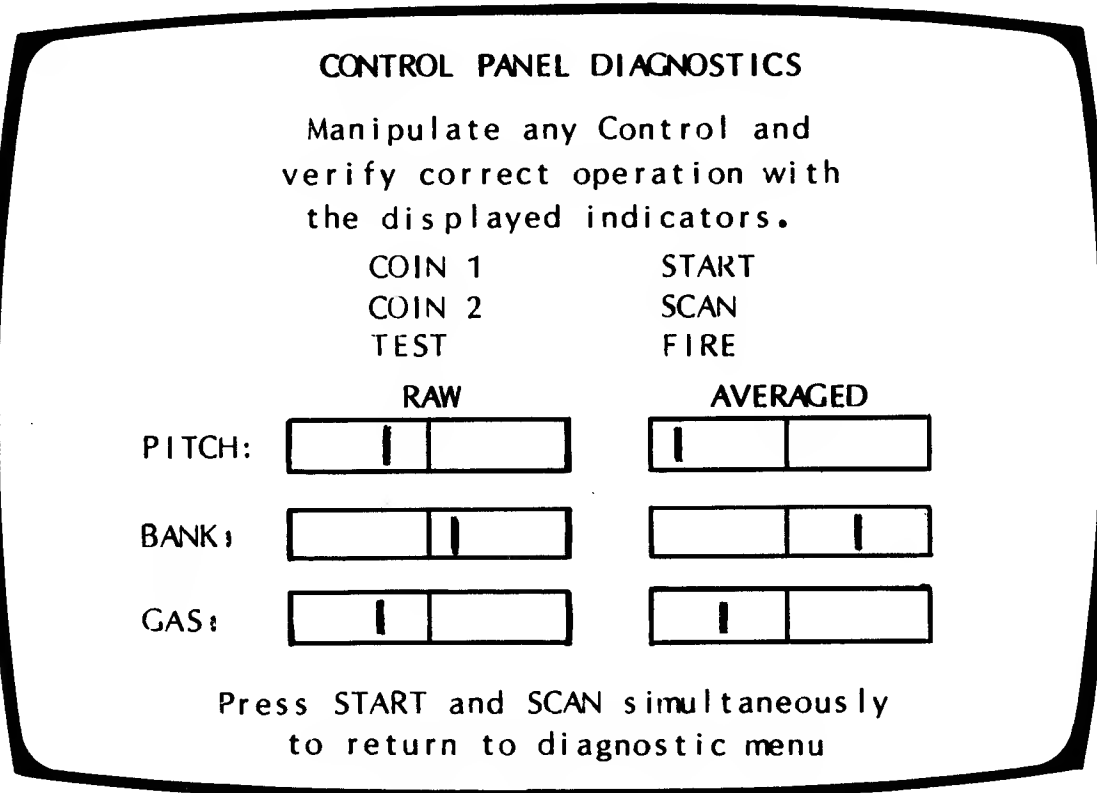 CONTROL PANEL DIAGNOSTICS
Manipulate any Control and
verify correct operation with
the displayed indicators.
COIN 1 START
COIN 2 SCAN
TEST FIRE
RAW AVERAGED
PITCH:
BANK:
GAS:
Press START and SCAN simultaneously
to return to diagnostic menu